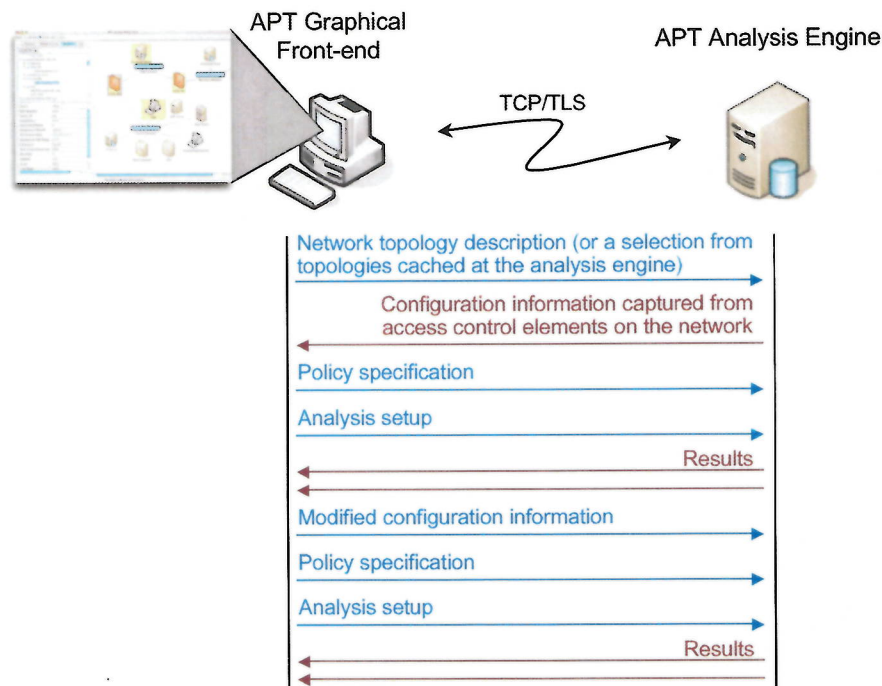 APT Graphical
Front-end
APT Analysis Engine
TCP/TLS
Network topology description (or a selection from
topologies cached at the analysis engine)
Configuration information captured from
access control elements on the network
Policy specification
Analysis setup
Results
Modified configuration information
Policy specification
Analysis setup
Results